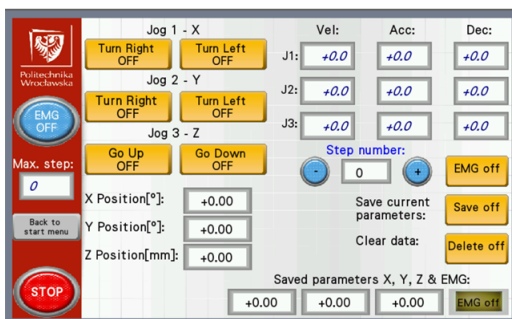 Politechnika
Wrocławska
EMG
OFF
Max. step:
0
Back to
start menu
STOP
Jog 1 - X
Turn Right
OFF
Turn Left
OFF
Jog 2 - Y
Turn Right
OFF
Turn Left
OFF
Jog 3 - Z
Go Up
OFF
Go Down
OFF
X Position[°]: +0.00
Y Position[°]: +0.00
Z Position[mm]: +0.00
Vel: Acc: Dec:
J1: +0.0 +0.0 +0.0
J2: +0.0 +0.0 +0.0
J3: +0.0 +0.0 +0.0
Step number:
- 0 + EMG off
Save current
parameters:
Save off
Clear data: Delete off
Saved parameters X, Y, Z & EMG:
+0.00 +0.00 +0.00 EMG off